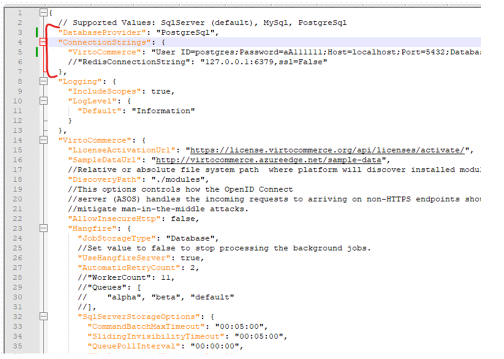 1 {
2 // Supported Values: SqlServer (default), MySql, PostgreSql
3 "DatabaseProvider": "PostgreSql",
4 "ConnectionStrings": {
5 "VirtoCommerce": "User ID=postgres;Password=aAllllll;Host=localhost;Port=5432;Databa
6 //"RedisConnectionString": "127.0.0.1:6379,ssl=False"
7 },
8 "Logging": {
9 "IncludeScopes": true,
10 "LogLevel": {
11 "Default": "Information"
12 }
13 },
14 "VirtoCommerce": {
15 "LicenseActivationUrl": "https://license.virtocommerce.org/api/licenses/activate/",
16 "SampleDataUrl": "http://virtocommerce.azureedge.net/sample-data",
17 //Relative or absolute file system path where platform will discover installed modul
18 "DiscoveryPath": "./modules",
19 //This options controls how the OpenID Connect
20 //server (ASOS) handles the incoming requests to arriving on non-HTTPS endpoints shou
21 //mitigate man-in-the-middle attacks.
22 "AllowInsecureHttp": false,
23 "Hangfire": {
24 "JobStorageType": "Database",
25 //Set value to false to stop processing the background jobs.
26 "UseHangfireServer": true,
27 "AutomaticRetryCount": 2,
28 //"WorkerCount": 11,
29 //"Queues": [
30 // "alpha", "beta", "default"
31 //],
32 "SqlServerStorageOptions": {
33 "CommandBatchMaxTimeout": "00:05:00",
34 "SlidingInvisibilityTimeout": "00:05:00",
35 "QueuePollInterval": "00:00:00",